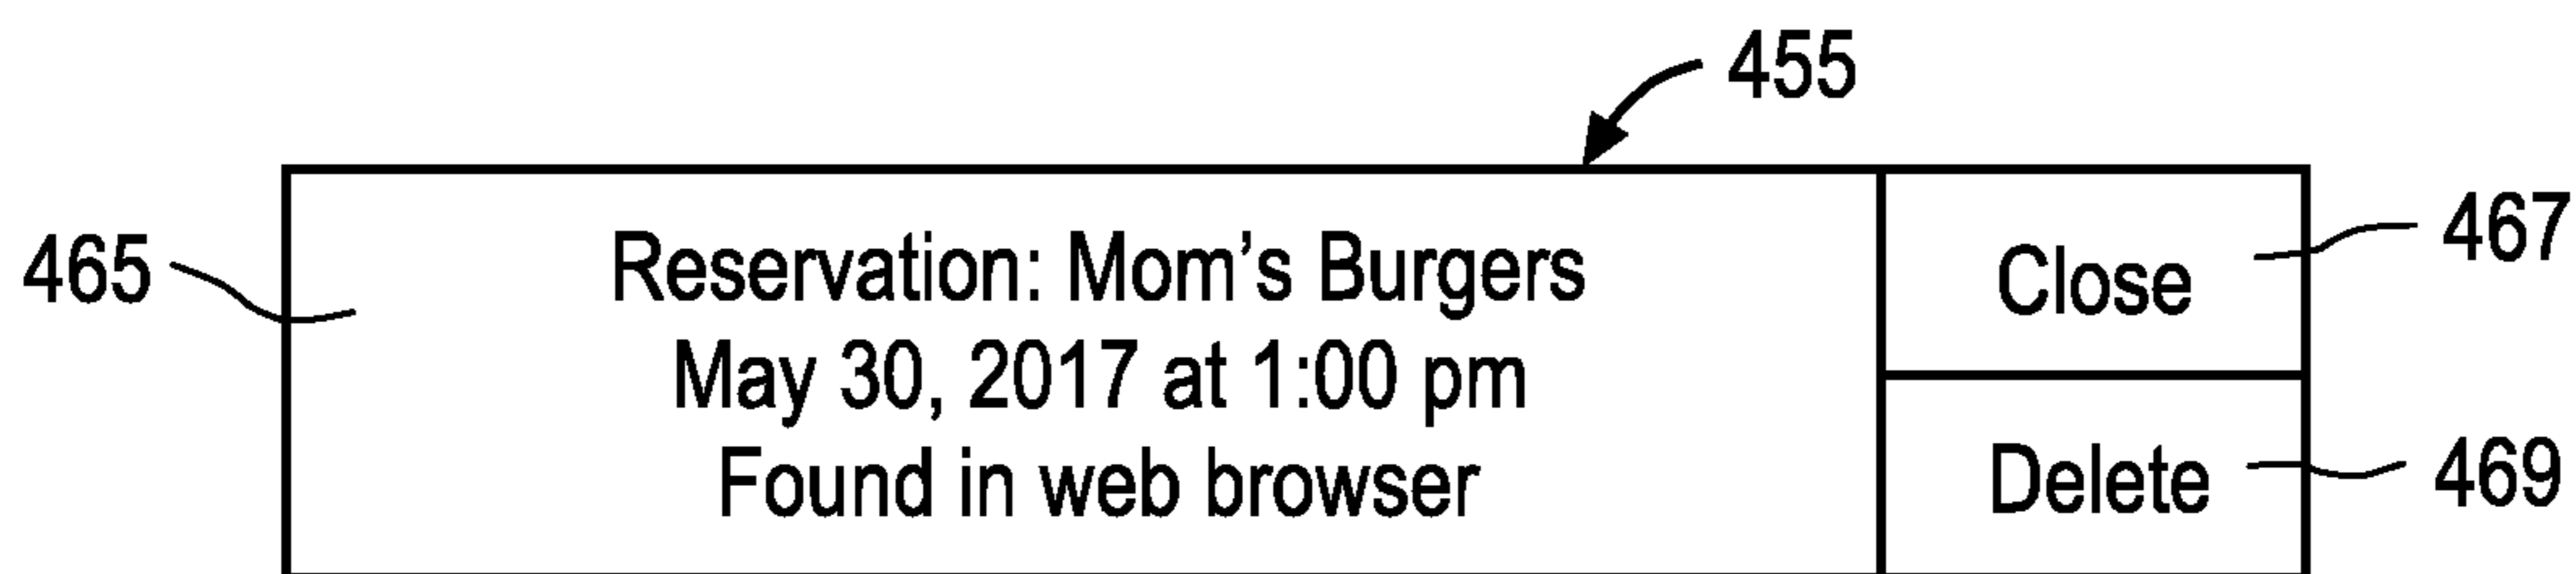 455
465
Reservation: Mom's Burgers
May 30, 2017 at 1:00 pm
Found in web browser
Close
467
Delete
469